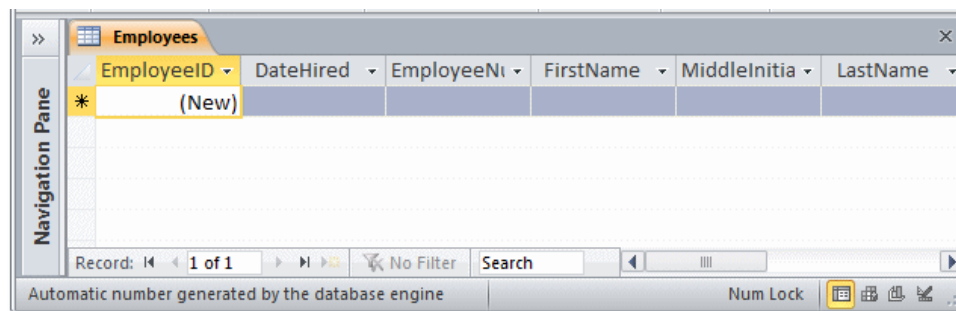 » Employees ×
EmployeeID DateHired EmployeeNu FirstName MiddleInitia LastName
* (New)
Navigation Pane
Record: 1 of 1 No Filter Search
Automatic number generated by the database engine Num Lock